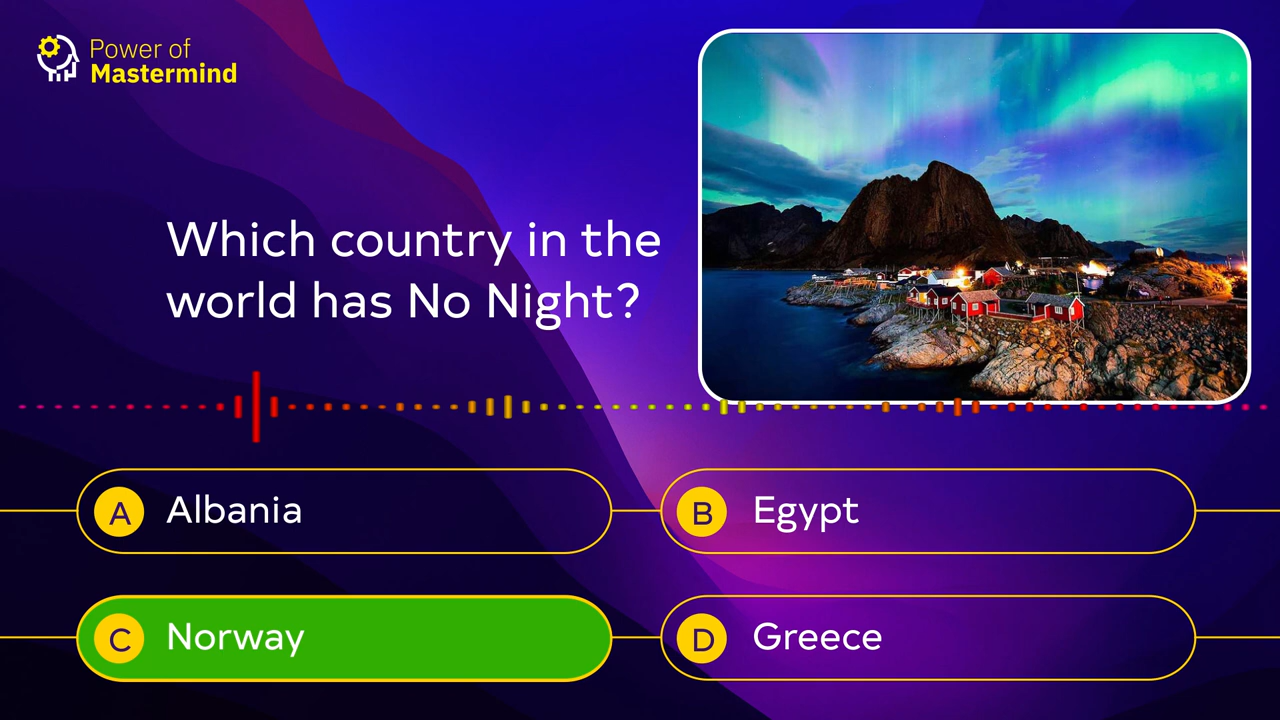 Power of
Mastermind
Which country in the
world has No Night?
A Albania
B Egypt
C Norway
D Greece